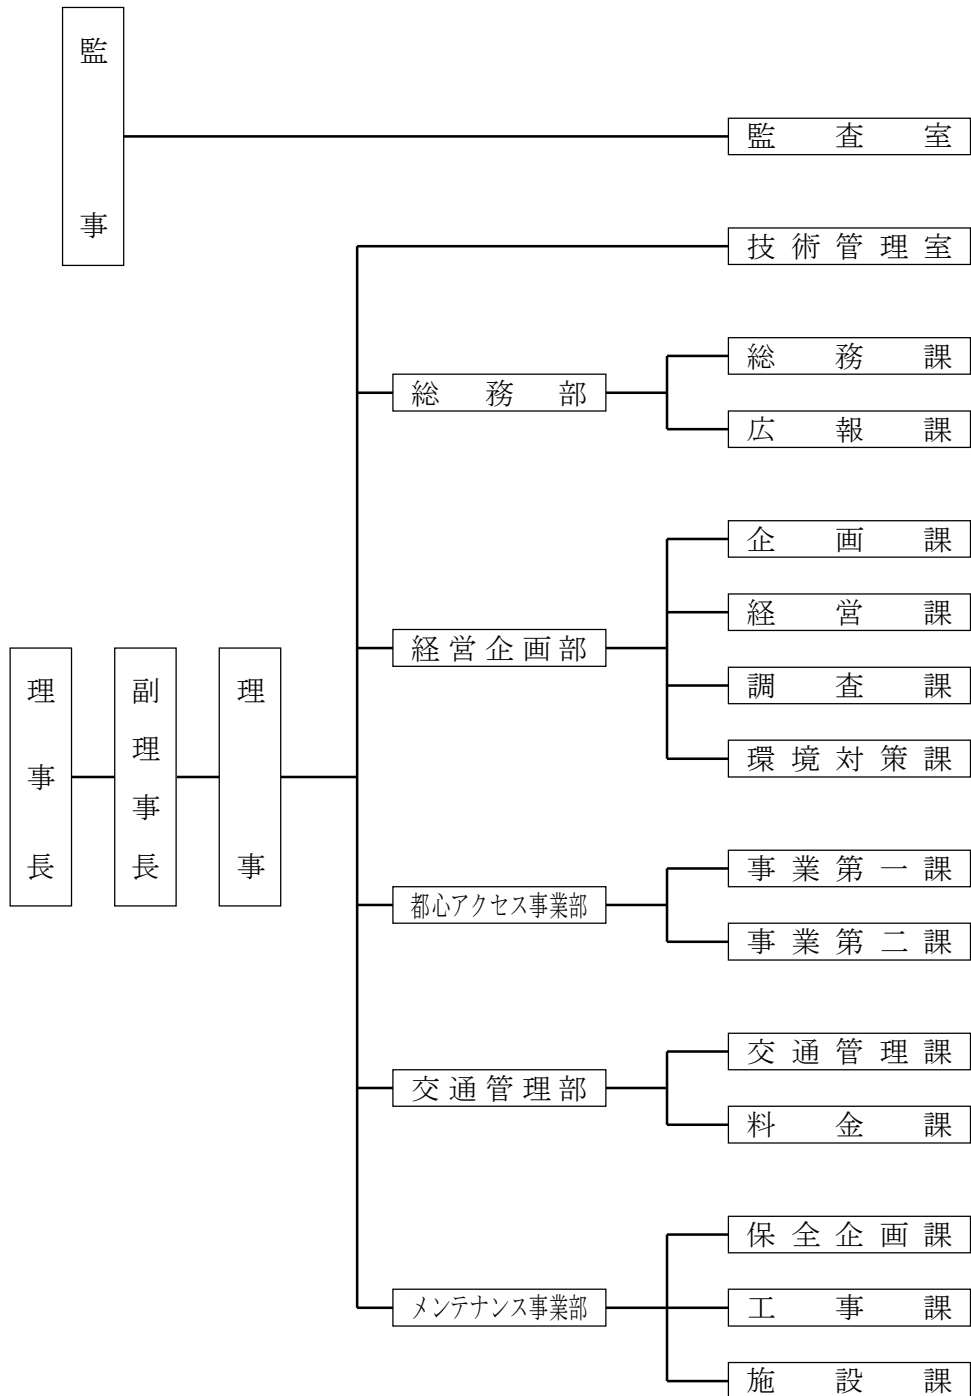 監事
監査室
技術管理室
総務部
総務課
広報課
経営企画部
企画課
経営課
調査課
環境対策課
理事長
副理事長
理事
都心アクセス事業部
事業第一課
事業第二課
交通管理部
交通管理課
料金課
メンテナンス事業部
保全企画課
工事課
施設課